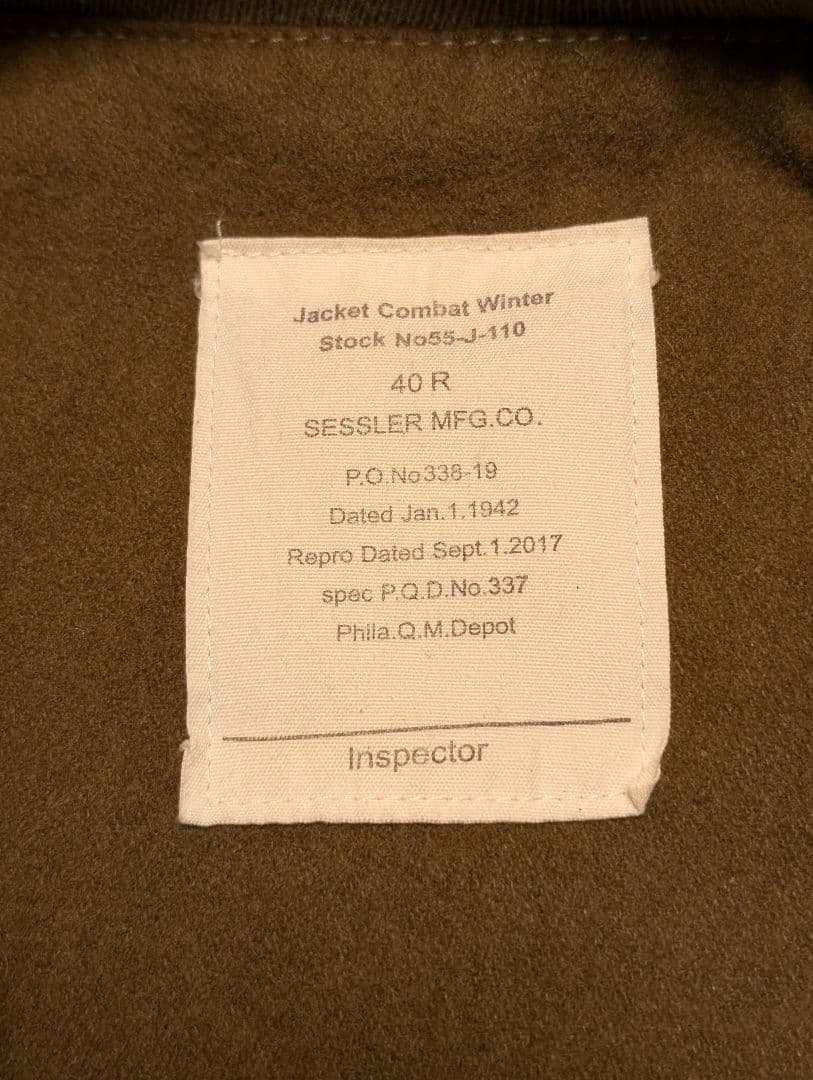 Jacket Combat Winter
Stock No55-J-110
40 R
SESSLER MFG.CO.
P.O.No338-19
Dated Jan.1.1942
Repro Dated Sept.1.2017
spec P.Q.D.No.337
Phila.Q.M.Depot
Inspector